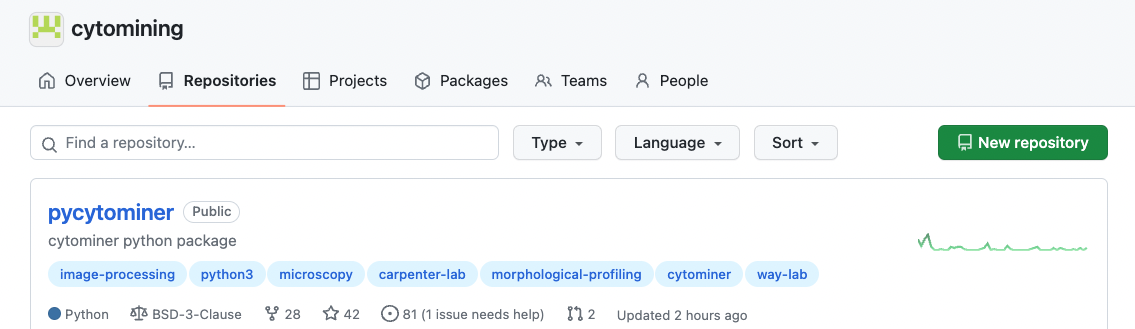 cytomining
Overview Repositories Projects Packages Teams People
Find a repository... Type Language Sort New repository
pycytominer Public
cytominer python package
image-processing python3 microscopy carpenter-lab morphological-profiling cytominer way-lab
Python BSD-3-Clause 28 42 81 (1 issue needs help) 2 Updated 2 hours ago